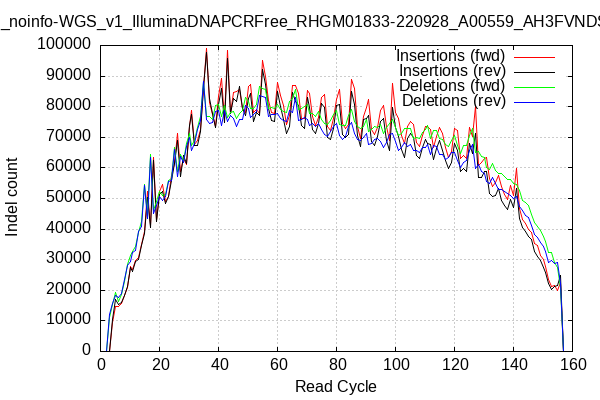 _noinfo-WGS_v1_IlluminaDNAPCRFree_RHGM01833-220928_A00559_AH3FVNDS
Insertions (fwd)
Insertions (rev)
Deletions (fwd)
Deletions (rev)
Indel count
100000
90000
80000
70000
60000
50000
40000
30000
20000
10000
0
0 20 40 60 80 100 120 140 160
Read Cycle